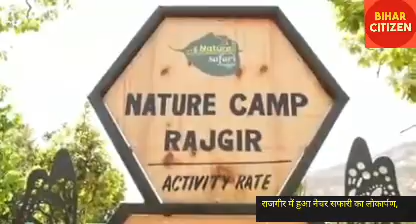 BIHAR
CITIZEN
Nature
safari
NATURE CAMP
RAJGIR
ACTIVITY RATE
राजगीर में हुआ नेचर सफारी का लोकार्पण,